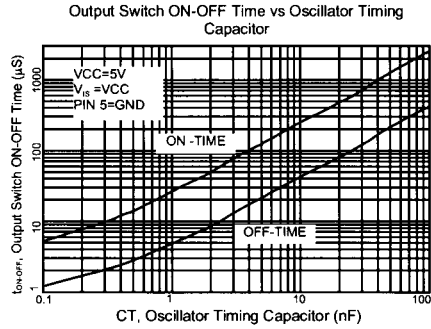 Output Switch ON-OFF Time vs Oscillator Timing
Capacitor
tON-OFF, Output Switch ON-OFF Time (µS)
1000
100
10
1
VCC=5V
VIS =VCC
PIN 5=GND
ON -TIME
OFF-TIME
0.1
1
10
100
CT, Oscillator Timing Capacitor (nF)